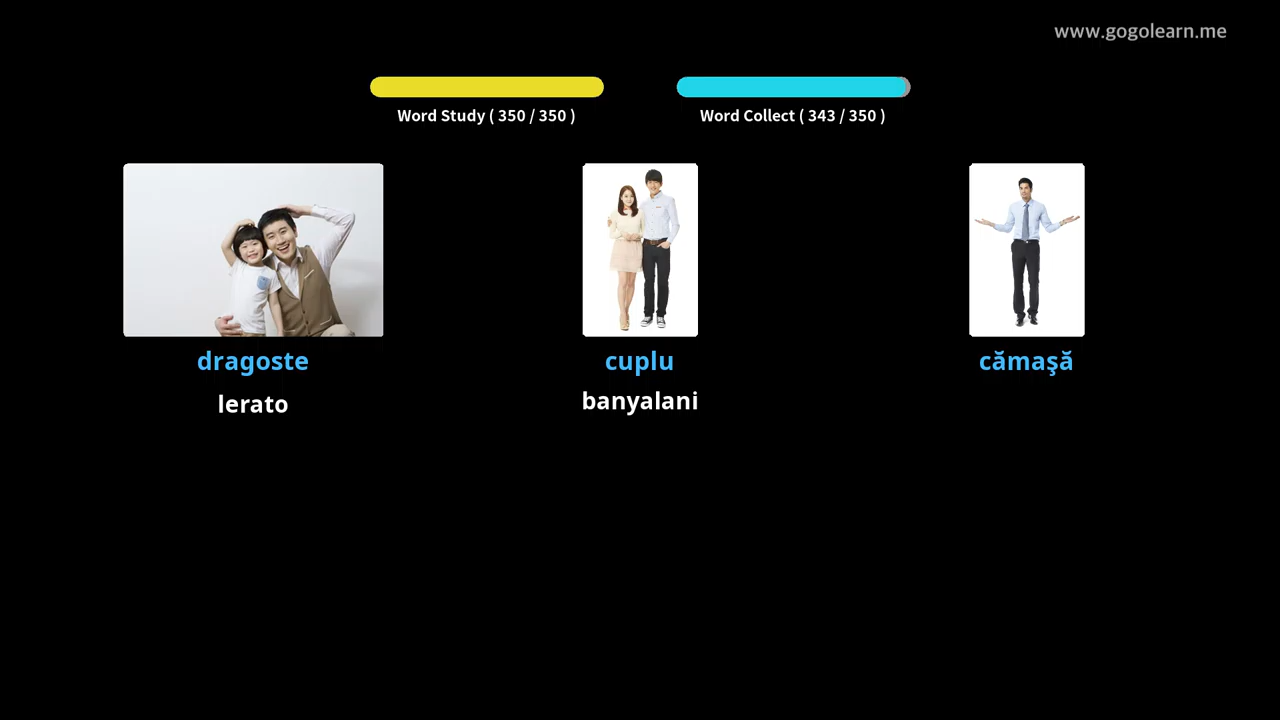 www.gogolearn.me
Word Study ( 350 / 350 )
Word Collect ( 343 / 350 )
dragoste
cuplu
cămaşă
lerato
banyalani